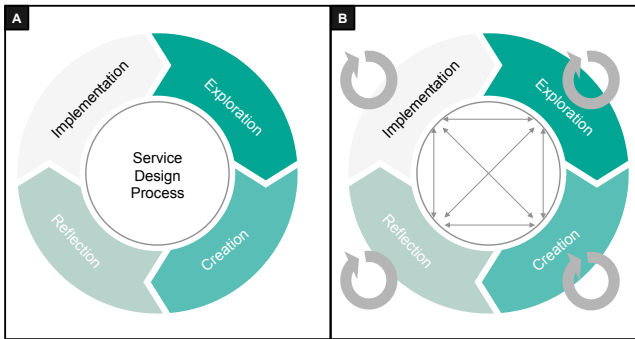 A
Implementation
Exploration
Service
Design
Process
Reflection
Creation
B
Implementation
Exploration
Reflection
Creation